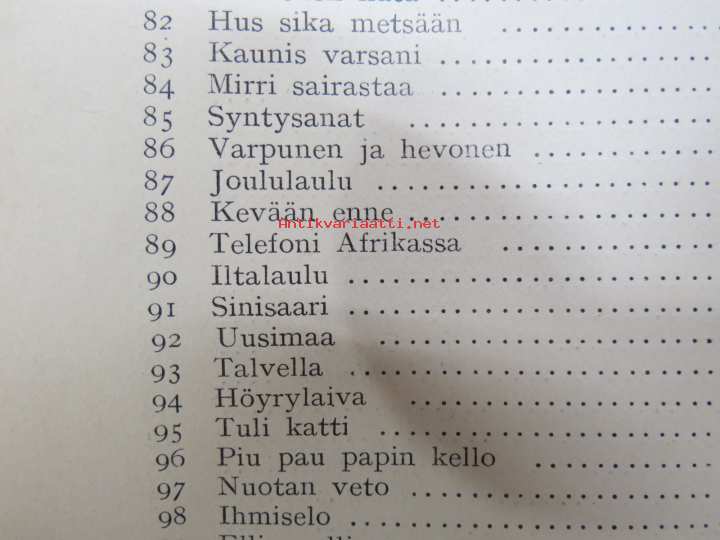 82 Hus sika metsään
83 Kaunis varsani
84 Mirri sairastaa
85 Syntysanat
86 Varpunen ja hevonen
87 Joululaulu
88 Kevään enne
Antikvariaatti.net
89 Telefoni Afrikassa
90 Iltalaulu
91 Sinisaari
92 Uusimaa
93 Talvella
94 Höyrylaiva
95 Tuli katti
96 Piu pau papin kello
97 Nuotan veto
98 Ihmiselo